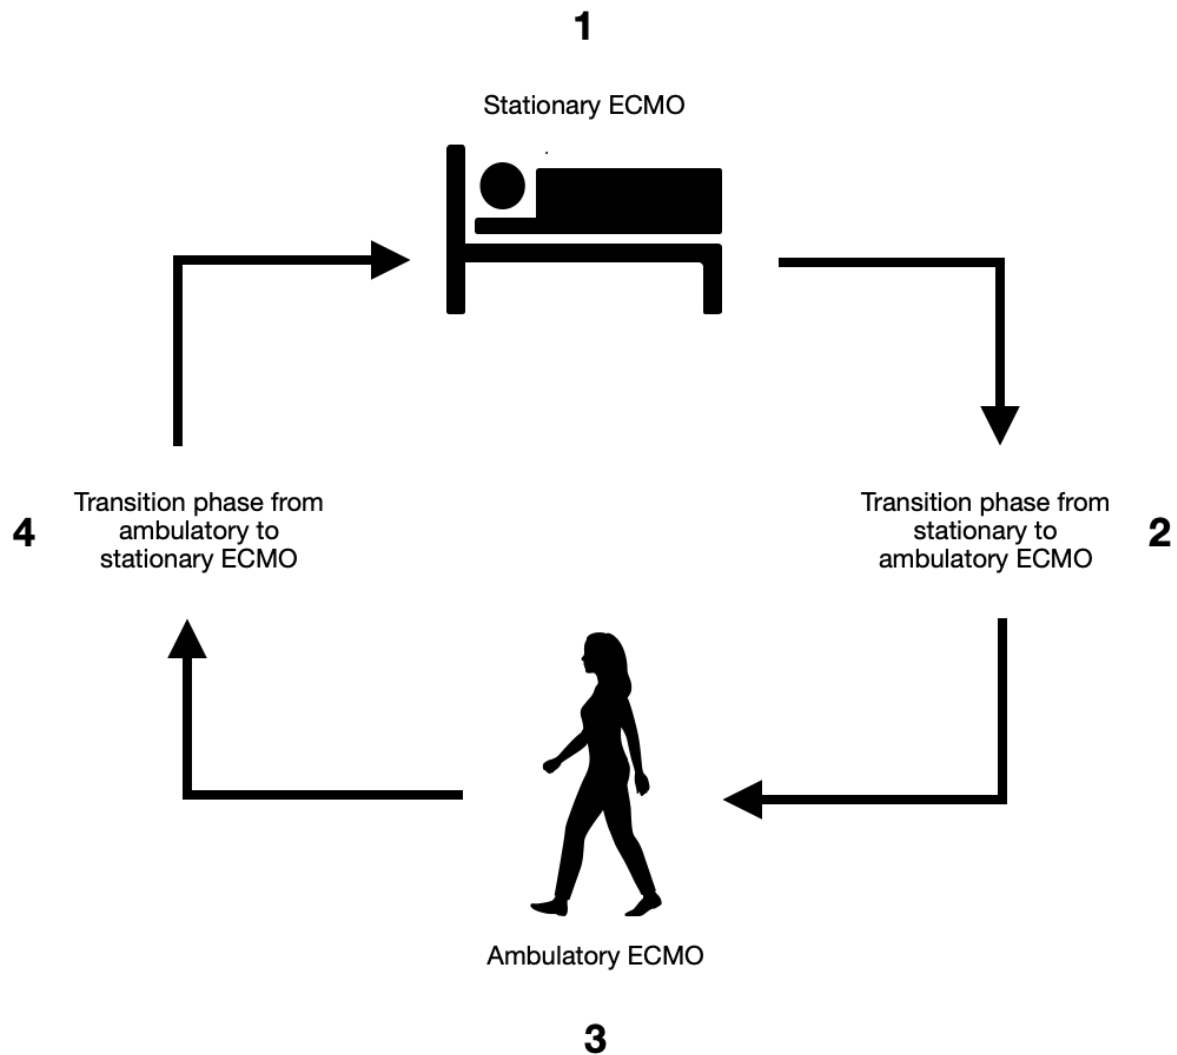 1
Stationary ECMO
Transition phase from
ambulatory to
stationary ECMO
4
Transition phase from
stationary to
ambulatory ECMO
2
Ambulatory ECMO
3